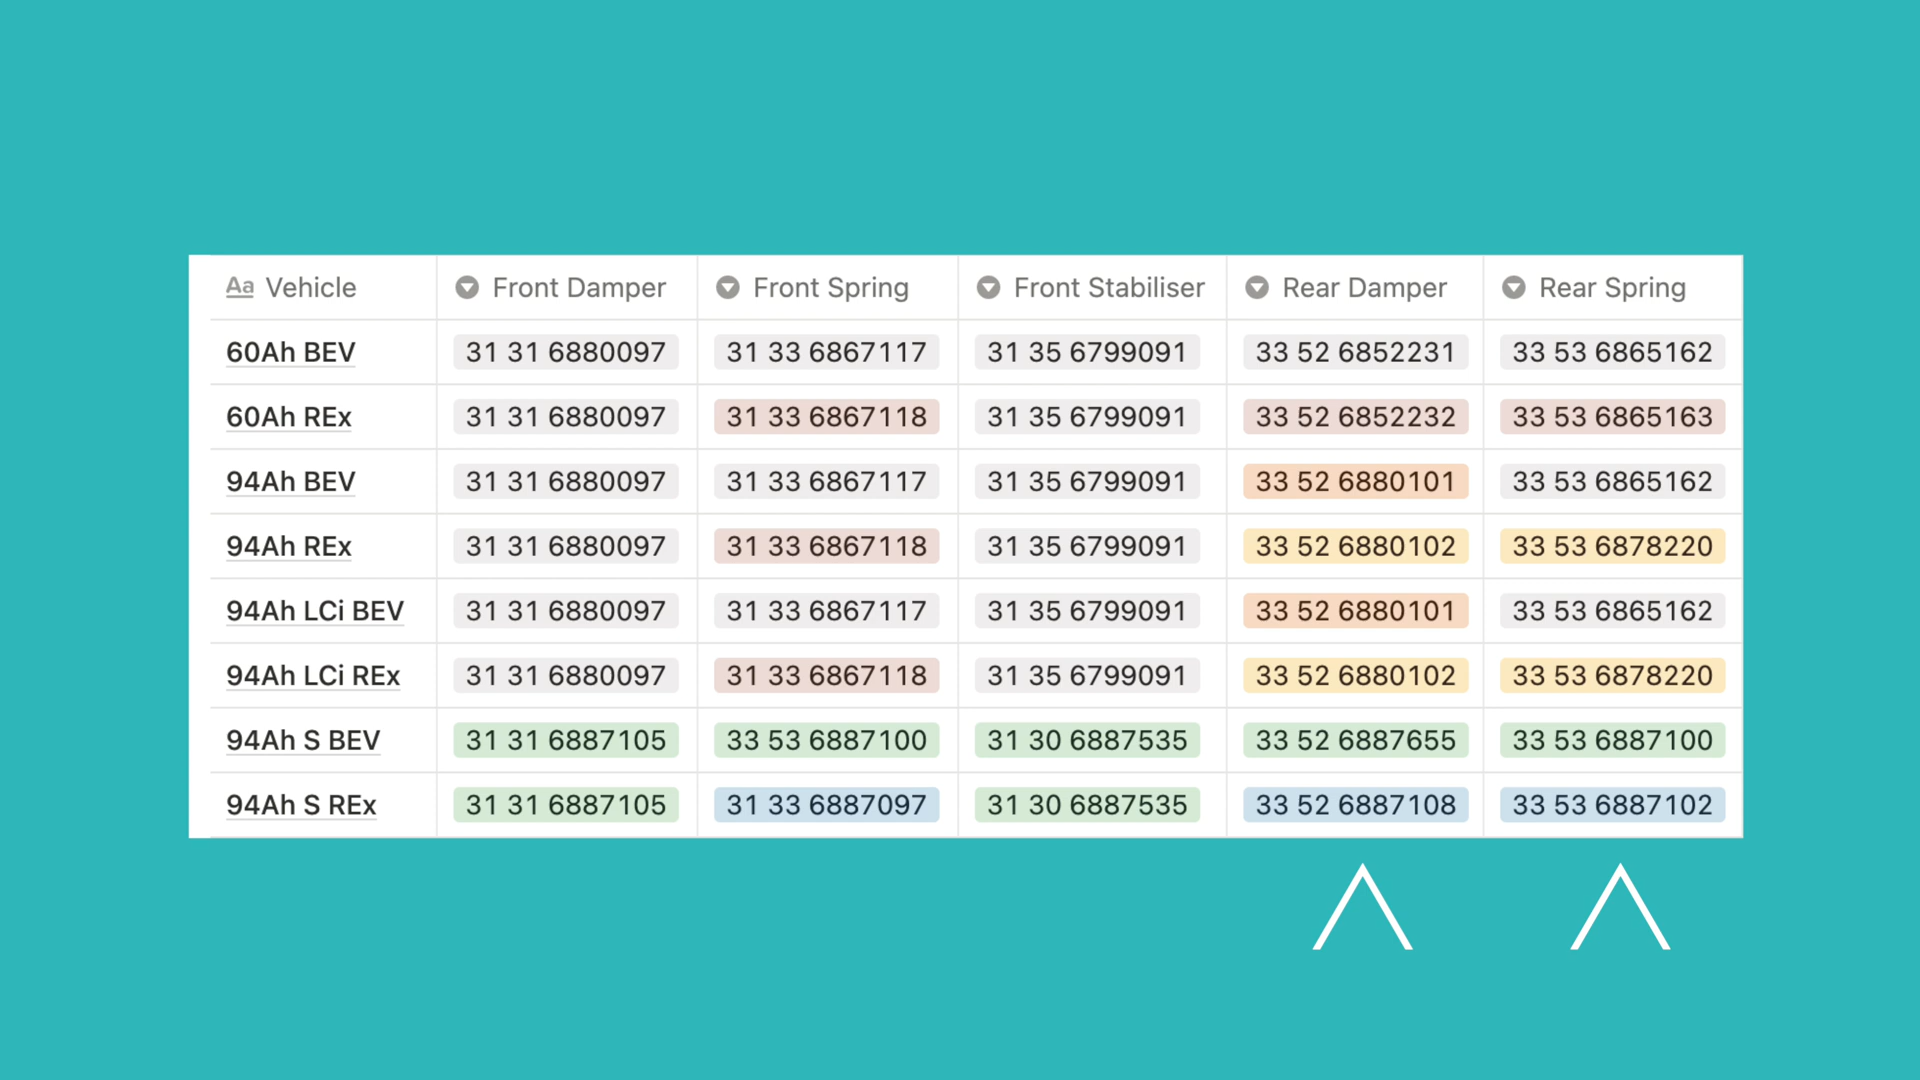 Aa Vehicle Front Damper Front Spring Front Stabiliser Rear Damper Rear Spring
60Ah BEV 31 31 6880097 31 33 6867117 31 35 6799091 33 52 6852231 33 53 6865162
60Ah REx 31 31 6880097 31 33 6867118 31 35 6799091 33 52 6852232 33 53 6865163
94Ah BEV 31 31 6880097 31 33 6867117 31 35 6799091 33 52 6880101 33 53 6865162
94Ah REx 31 31 6880097 31 33 6867118 31 35 6799091 33 52 6880102 33 53 6878220
94Ah LCi BEV 31 31 6880097 31 33 6867117 31 35 6799091 33 52 6880101 33 53 6865162
94Ah LCi REx 31 31 6880097 31 33 6867118 31 35 6799091 33 52 6880102 33 53 6878220
94Ah S BEV 31 31 6887105 33 53 6887100 31 30 6887535 33 52 6887655 33 53 6887100
94Ah S REx 31 31 6887105 31 33 6887097 31 30 6887535 33 52 6887108 33 53 6887102